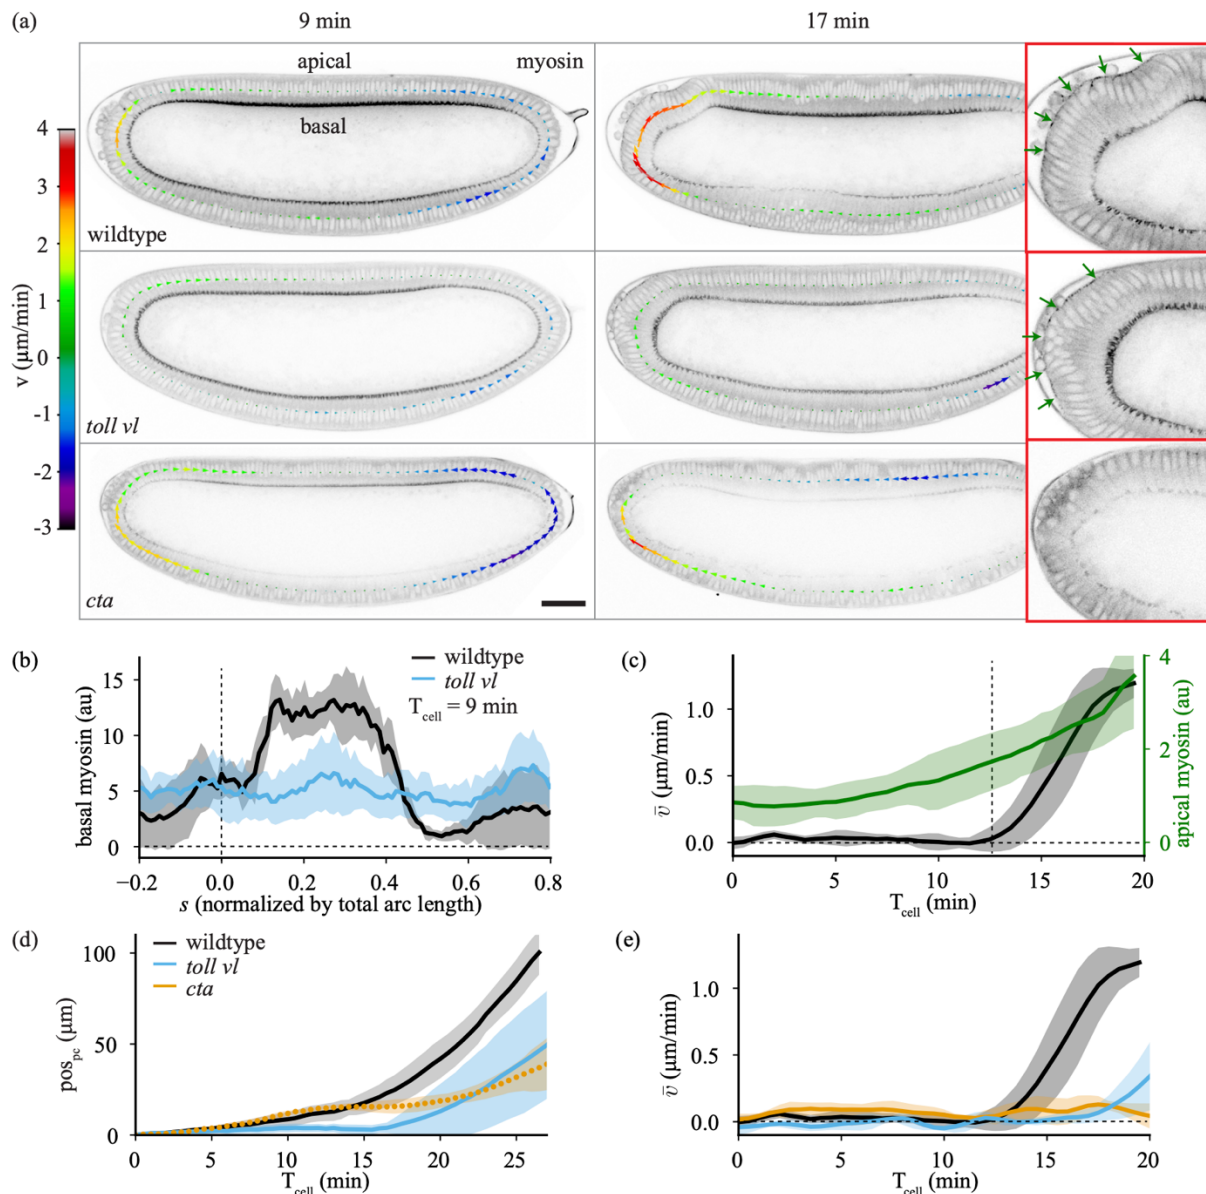 (a)
9 min
17 min
apical
myosin
basal
wildtype
toll vl
cta
4
3
2
1
0
-1
-2
-3
v (μm/min)
(b)
wildtype
toll vl
T_cell = 9 min
15
10
5
0
basal myosin (au)
−0.2 0.0 0.2 0.4 0.6 0.8
s (normalized by total arc length)
(c)
1.0
0.5
0.0
v̄ (μm/min)
4
2
0
apical myosin (au)
0 5 10 15 20
T_cell (min)
(d)
wildtype
toll vl
cta
100
50
0
pos_pc (μm)
0 5 10 15 20 25
T_cell (min)
(e)
1.0
0.5
0.0
v̄ (μm/min)
0 5 10 15 20
T_cell (min)